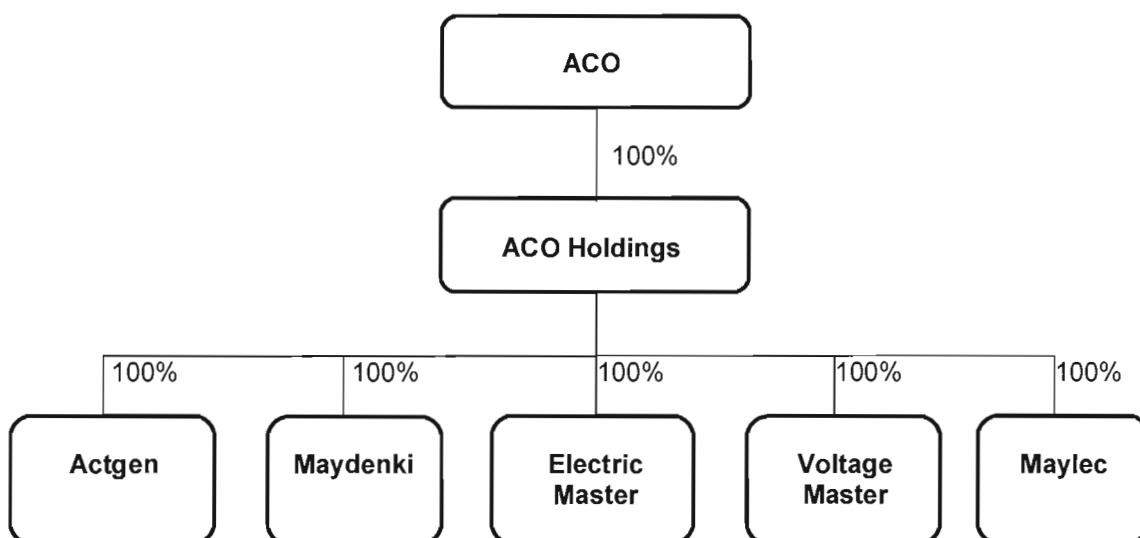 ACO
100%
ACO Holdings
100%
100%
100%
100%
100%
Actgen
Maydenki
Electric
Master
Voltage
Master
Maylec